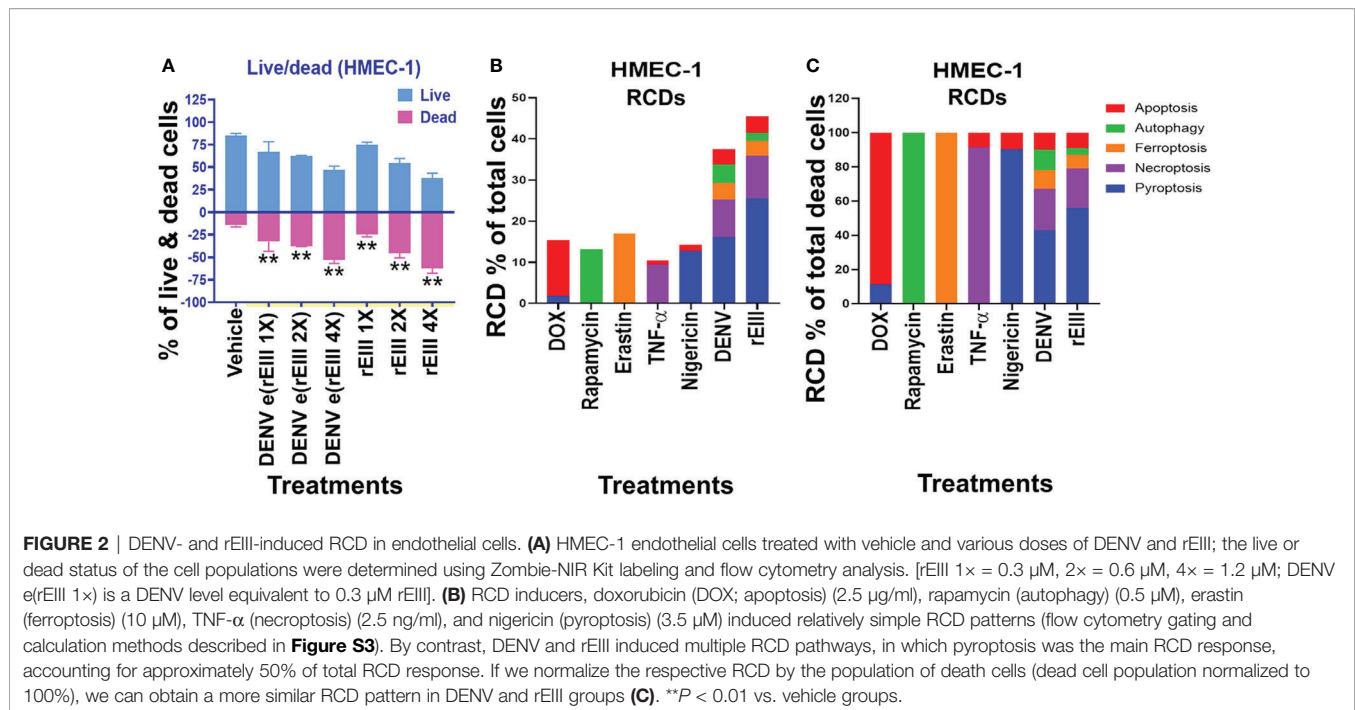 A
Live/dead (HMEC-1)
Live
Dead
% of live & dead cells
125
100
75
50
25
0
-25
-50
-75
-100
** ** ** ** ** **
Vehicle
DENV e(rEIII 1X)
DENV e(rEIII 2X)
DENV e(rEIII 4X)
rEIII 1X
rEIII 2X
rEIII 4X
Treatments
B
HMEC-1
RCDs
RCD % of total cells
50
40
30
20
10
0
DOX
Rapamycin
Erastin
TNF-α
Nigericin
DENV
rEIII
Treatments
C
HMEC-1
RCDs
RCD % of total dead cells
120
100
80
60
40
20
0
DOX
Rapamycin
Erastin
TNF-α
Nigericin
DENV
rEIII
Treatments
Apoptosis
Autophagy
Ferroptosis
Necroptosis
Pyroptosis
FIGURE 2 | DENV- and rEIII-induced RCD in endothelial cells. (A) HMEC-1 endothelial cells treated with vehicle and various doses of DENV and rEIII; the live or
dead status of the cell populations were determined using Zombie-NIR Kit labeling and flow cytometry analysis. [rEIII 1× = 0.3 µM, 2× = 0.6 µM, 4× = 1.2 µM; DENV
e(rEIII 1×) is a DENV level equivalent to 0.3 µM rEIII]. (B) RCD inducers, doxorubicin (DOX; apoptosis) (2.5 µg/ml), rapamycin (autophagy) (0.5 µM), erastin
(ferroptosis) (10 µM), TNF-α (necroptosis) (2.5 ng/ml), and nigericin (pyroptosis) (3.5 µM) induced relatively simple RCD patterns (flow cytometry gating and
calculation methods described in Figure S3). By contrast, DENV and rEIII induced multiple RCD pathways, in which pyroptosis was the main RCD response,
accounting for approximately 50% of total RCD response. If we normalize the respective RCD by the population of death cells (dead cell population normalized to
100%), we can obtain a more similar RCD pattern in DENV and rEIII groups (C). **P < 0.01 vs. vehicle groups.